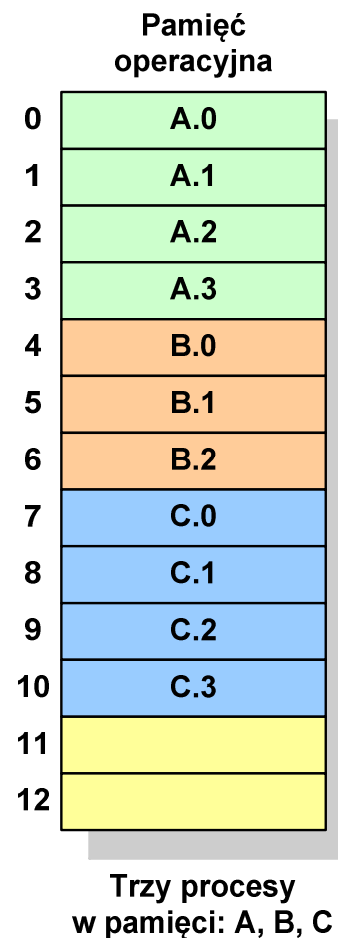 Pamięć
operacyjna
0 A.0
1 A.1
2 A.2
3 A.3
4 B.0
5 B.1
6 B.2
7 C.0
8 C.1
9 C.2
10 C.3
11
12
Trzy procesy
w pamięci: A, B, C